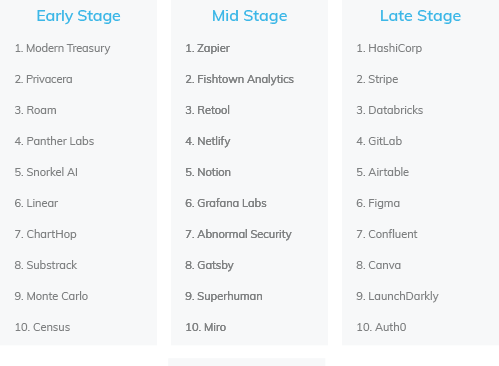 Early Stage
1. Modern Treasury
2. Privacera
3. Roam
4. Panther Labs
5. Snorkel AI
6. Linear
7. ChartHop
8. Substrack
9. Monte Carlo
10. Census
Mid Stage
1. Zapier
2. Fishtown Analytics
3. Retool
4. Netlify
5. Notion
6. Grafana Labs
7. Abnormal Security
8. Gatsby
9. Superhuman
10. Miro
Late Stage
1. HashiCorp
2. Stripe
3. Databricks
4. GitLab
5. Airtable
6. Figma
7. Confluent
8. Canva
9. LaunchDarkly
10. Auth0